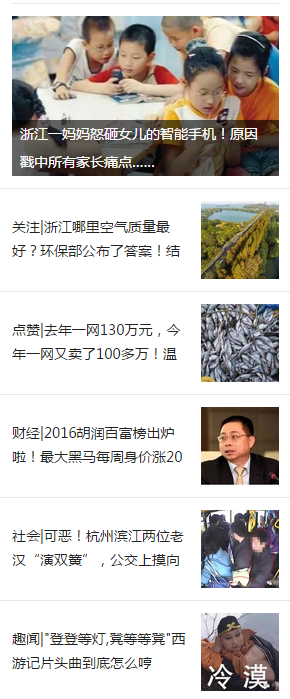 浙江一妈妈怒砸女儿的智能手机！原因
戳中所有家长痛点......
关注|浙江哪里空气质量最
好？环保部公布了答案！结
点赞|去年一网130万元，今
年一网又卖了100多万！温
财经|2016胡润百富榜出炉
啦！最大黑马每周身价涨20
社会|可恶！杭州滨江两位老
汉“演双簧”，公交上摸向
趣闻|"登登等灯,凳等等凳"西
游记片头曲到底怎么哼
冷漠